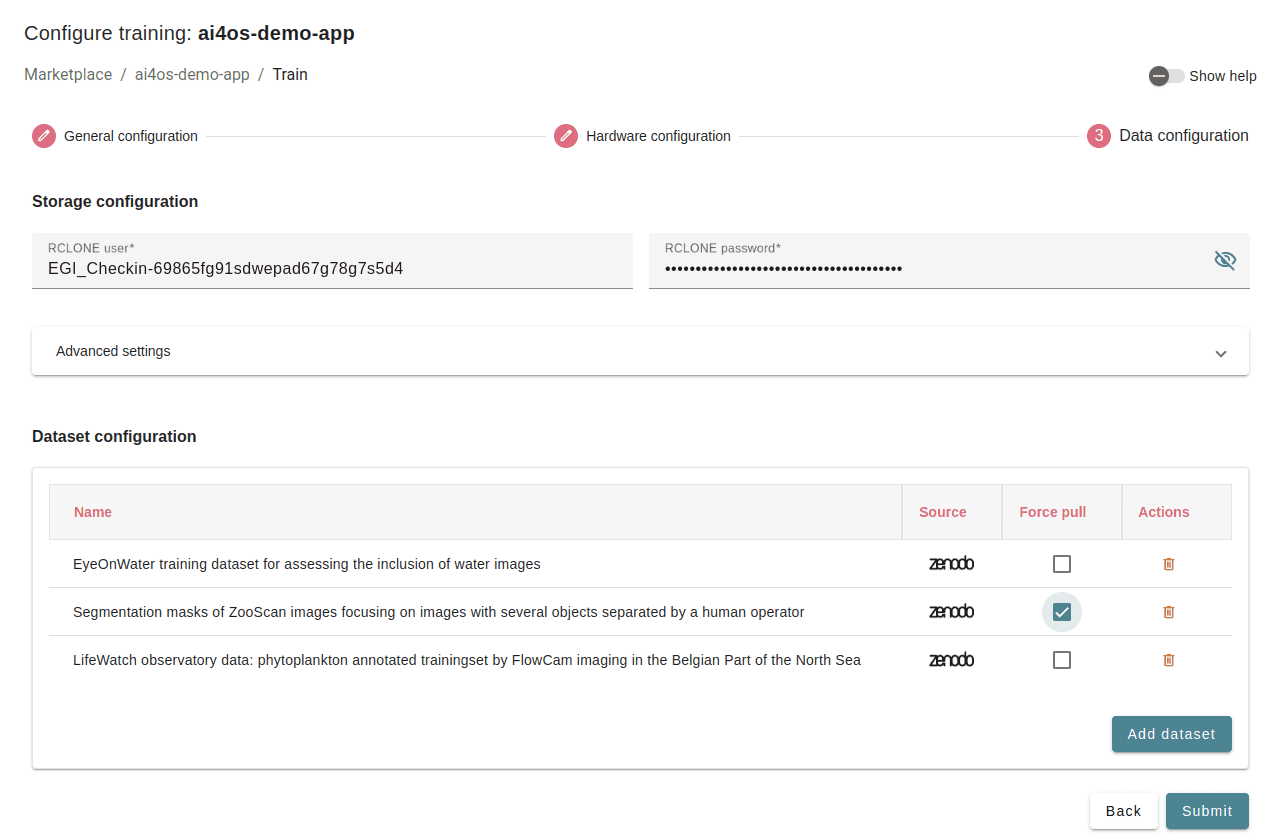 Configure training: ai4os-demo-app
Marketplace / ai4os-demo-app / Train
Show help
General configuration
Hardware configuration
3 Data configuration
Storage configuration
RCLONE user*
EGI_Checkin-69865fg91sdwepad67g78g7s5d4
RCLONE password*
•••••••••••••••••••••••••••••••••••••••
Advanced settings
Dataset configuration
Name Source Force pull Actions
EyeOnWater training dataset for assessing the inclusion of water images zenodo
Segmentation masks of ZooScan images focusing on images with several objects separated by a human operator zenodo
LifeWatch observatory data: phytoplankton annotated trainingset by FlowCam imaging in the Belgian Part of the North Sea zenodo
Add dataset
Back Submit